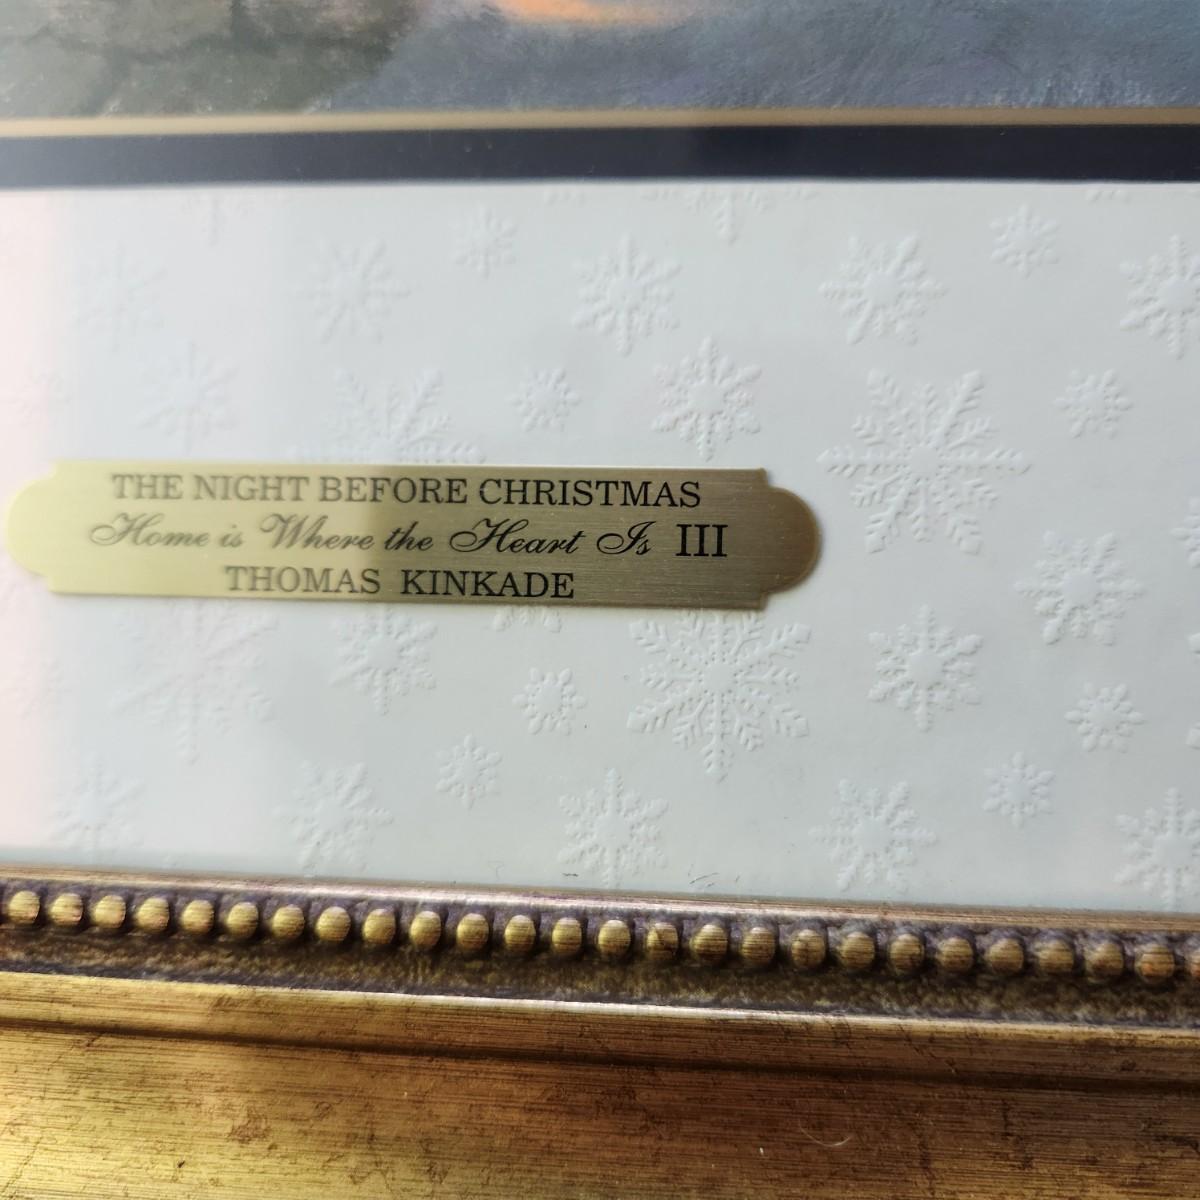 THE NIGHT BEFORE CHRISTMAS
Home is Where the Heart Is III
THOMAS KINKADE